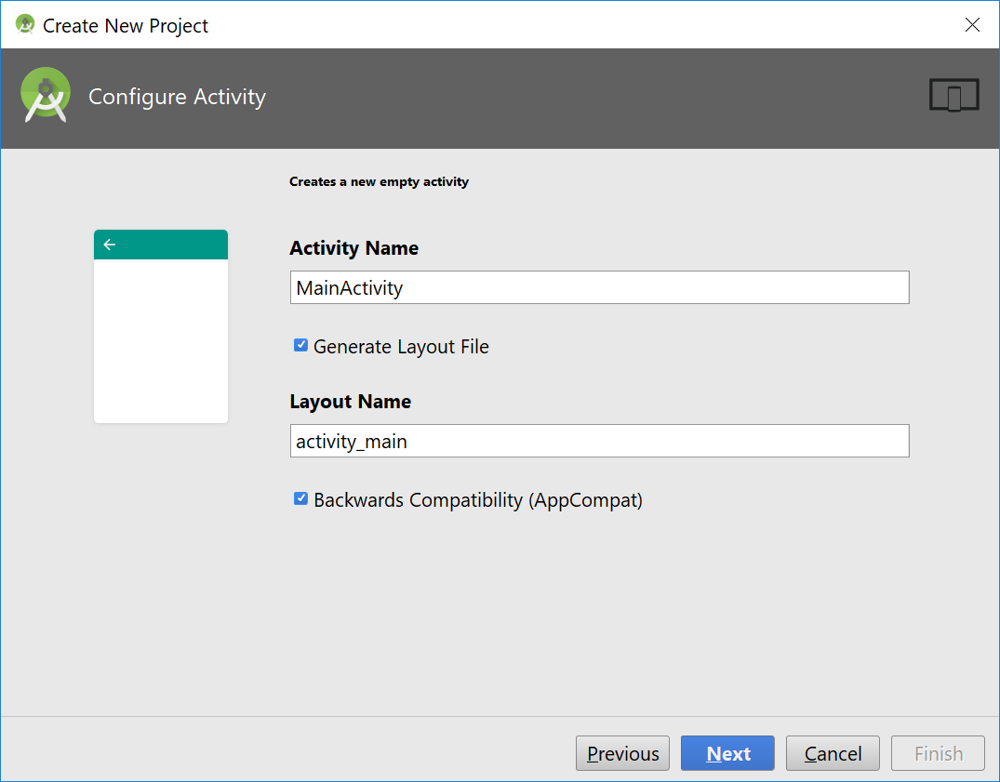 Create New Project
Configure Activity
Creates a new empty activity
Activity Name
MainActivity
Generate Layout File
Layout Name
activity_main
Backwards Compatibility (AppCompat)
Previous Next Cancel Finish